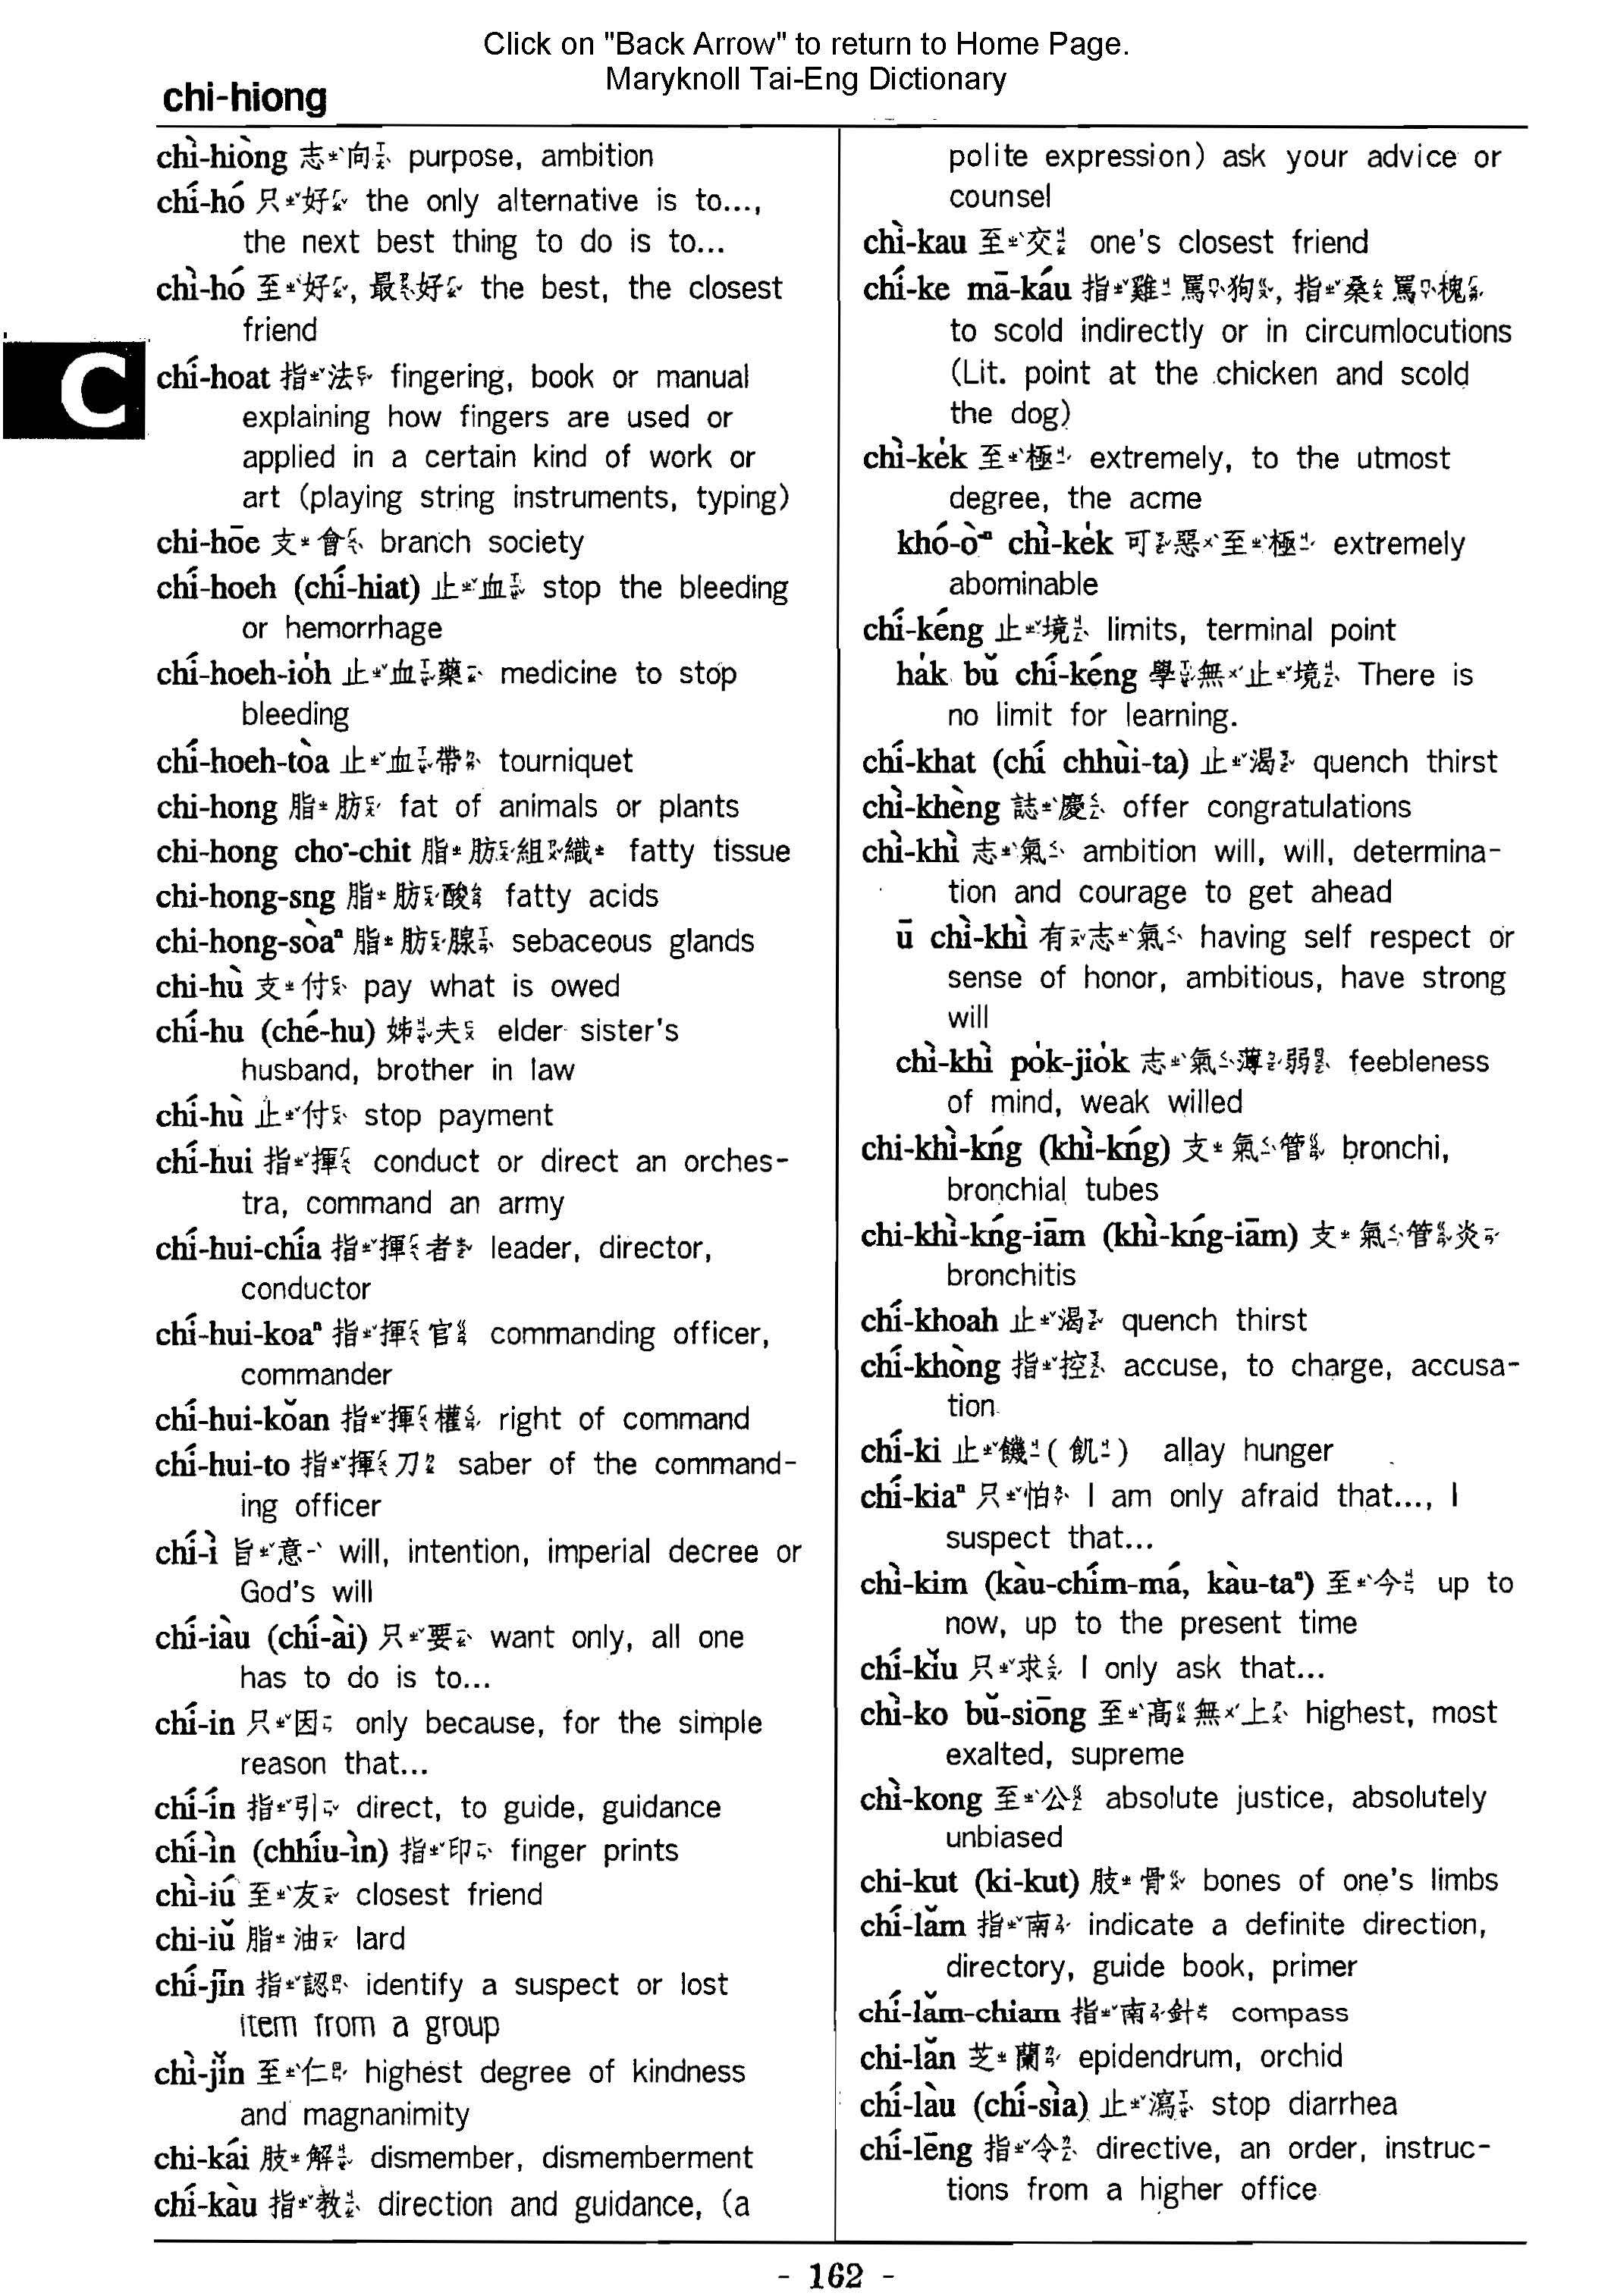 Click on "Back Arrow" to return to Home Page.
Maryknoll Tai-Eng Dictionary
chi-hiong
chì-hiòng 志向 purpose, ambition
chí-hó 只好 the only alternative is to...,
the next best thing to do is to...
chì-hó 至好, 最好 the best, the closest
friend
C
chí-hoat 指法 fingering, book or manual
explaining how fingers are used or
applied in a certain kind of work or
art (playing string instruments, typing)
chi-hōe 支會 branch society
chí-hoeh (chí-hiat) 止血 stop the bleeding
or hemorrhage
chí-hoeh-io̍h 止血藥 medicine to stop
bleeding
chí-hoeh-tòa 止血帶 tourniquet
chi-hong 脂肪 fat of animals or plants
chi-hong cho͘-chit 脂肪組織 fatty tissue
chi-hong-sng 脂肪酸 fatty acids
chi-hong-sòaⁿ 脂肪腺 sebaceous glands
chi-hù 支付 pay what is owed
chí-hu (ché-hu) 姊夫 elder sister's
husband, brother in law
chí-hù 止付 stop payment
chí-hui 指揮 conduct or direct an orches-
tra, command an army
chí-hui-chía 指揮者 leader, director,
conductor
chí-hui-koaⁿ 指揮官 commanding officer,
commander
chí-hui-kŏan 指揮權 right of command
chí-hui-to 指揮刀 saber of the command-
ing officer
chí-ì 旨意 will, intention, imperial decree or
God's will
chí-iàu (chí-ài) 只要 want only, all one
has to do is to...
chí-in 只因 only because, for the simple
reason that...
chí-ín 指引 direct, to guide, guidance
chí-ìn (chhíu-ìn) 指印 finger prints
chì-iú 至友 closest friend
chi-iŭ 脂油 lard
chí-jīn 指認 identify a suspect or lost
item from a group
chì-jĭn 至仁 highest degree of kindness
and magnanimity
chi-kái 肢解 dismember, dismemberment
chí-kàu 指教 direction and guidance, (a
polite expression) ask your advice or
counsel
chì-kau 至交 one's closest friend
chí-ke mā-káu 指雞罵狗, 指桑罵槐
to scold indirectly or in circumlocutions
(Lit. point at the chicken and scold
the dog)
chì-ke̍k 至極 extremely, to the utmost
degree, the acme
khó-ò͘ⁿ chì-ke̍k 可惡至極 extremely
abominable
chí-kéng 止境 limits, terminal point
ha̍k bŭ chí-kéng 學無止境 There is
no limit for learning.
chí-khat (chí chhùi-ta) 止渴 quench thirst
chì-khèng 誌慶 offer congratulations
chì-khì 志氣 ambition will, will, determina-
tion and courage to get ahead
ū chì-khì 有志氣 having self respect or
sense of honor, ambitious, have strong
will
chì-khì po̍k-jio̍k 志氣薄弱 feebleness
of mind, weak willed
chi-khì-kńg (khì-kńg) 支氣管 bronchi,
bronchial tubes
chi-khì-kńg-iām (khì-kńg-iām) 支氣管炎
bronchitis
chí-khoah 止渴 quench thirst
chí-khòng 指控 accuse, to charge, accusa-
tion
chí-ki 止饑(飢) allay hunger
chí-kiaⁿ 只怕 I am only afraid that..., I
suspect that...
chì-kim (kàu-chím-má, kàu-taⁿ) 至今 up to
now, up to the present time
chí-kĭu 只求 I only ask that...
chì-ko bŭ-siōng 至高無上 highest, most
exalted, supreme
chì-kong 至公 absolute justice, absolutely
unbiased
chi-kut (ki-kut) 肢骨 bones of one's limbs
chí-lăm 指南 indicate a definite direction,
directory, guide book, primer
chí-lăm-chiam 指南針 compass
chi-lăn 芝蘭 epidendrum, orchid
chí-làu (chí-sìa) 止瀉 stop diarrhea
chí-lēng 指令 directive, an order, instruc-
tions from a higher office
- 162 -